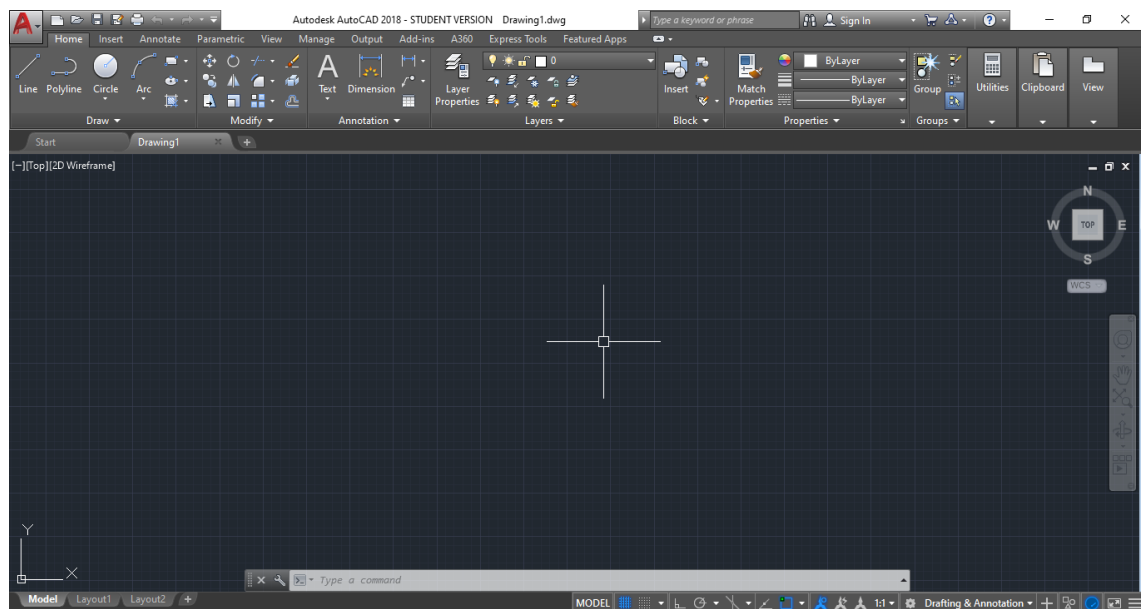 Autodesk AutoCAD 2018 - STUDENT VERSION Drawing1.dwg Type a keyword or phrase Sign In
Home Insert Annotate Parametric View Manage Output Add-ins A360 Express Tools Featured Apps
Line Polyline Circle Arc
Text Dimension
Layer Properties
0
Insert
Match Properties
ByLayer
ByLayer
ByLayer
Group
Utilities Clipboard View
Draw Modify Annotation Layers Block Properties Groups
Start Drawing1
[-][Top][2D Wireframe]
N
W TOP E
S
WCS
Y
X
Type a command
Model Layout1 Layout2 MODEL 1:1 Drafting & Annotation